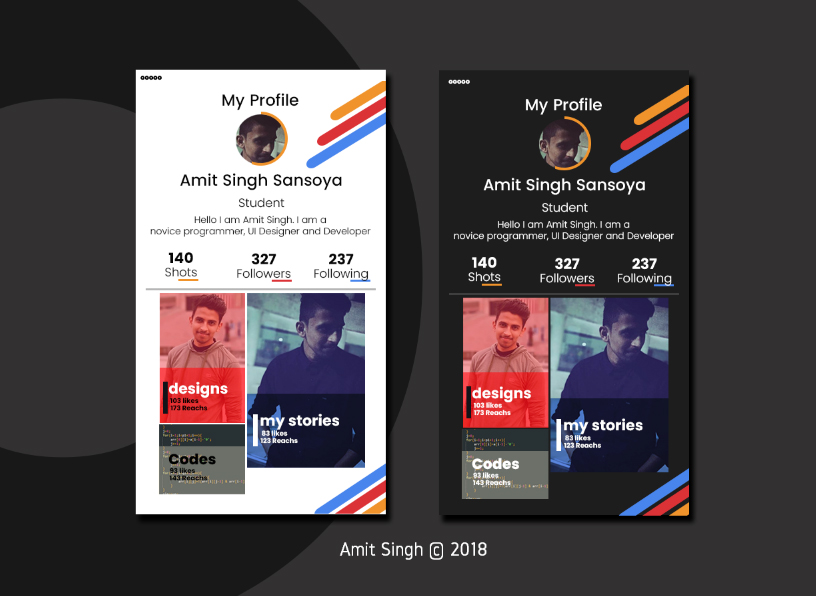 My Profile
Amit Singh Sansoya
Student
Hello I am Amit Singh. I am a
novice programmer, UI Designer and Developer
140
Shots
327
Followers
237
Following
designs
103 likes
173 Reachs
my stories
83 likes
123 Reachs
Codes
93 likes
143 Reachs
My Profile
Amit Singh Sansoya
Student
Hello I am Amit Singh. I am a
novice programmer, UI Designer and Developer
140
Shots
327
Followers
237
Following
designs
103 likes
173 Reachs
my stories
83 likes
123 Reachs
Codes
93 likes
143 Reachs
Amit Singh © 2018